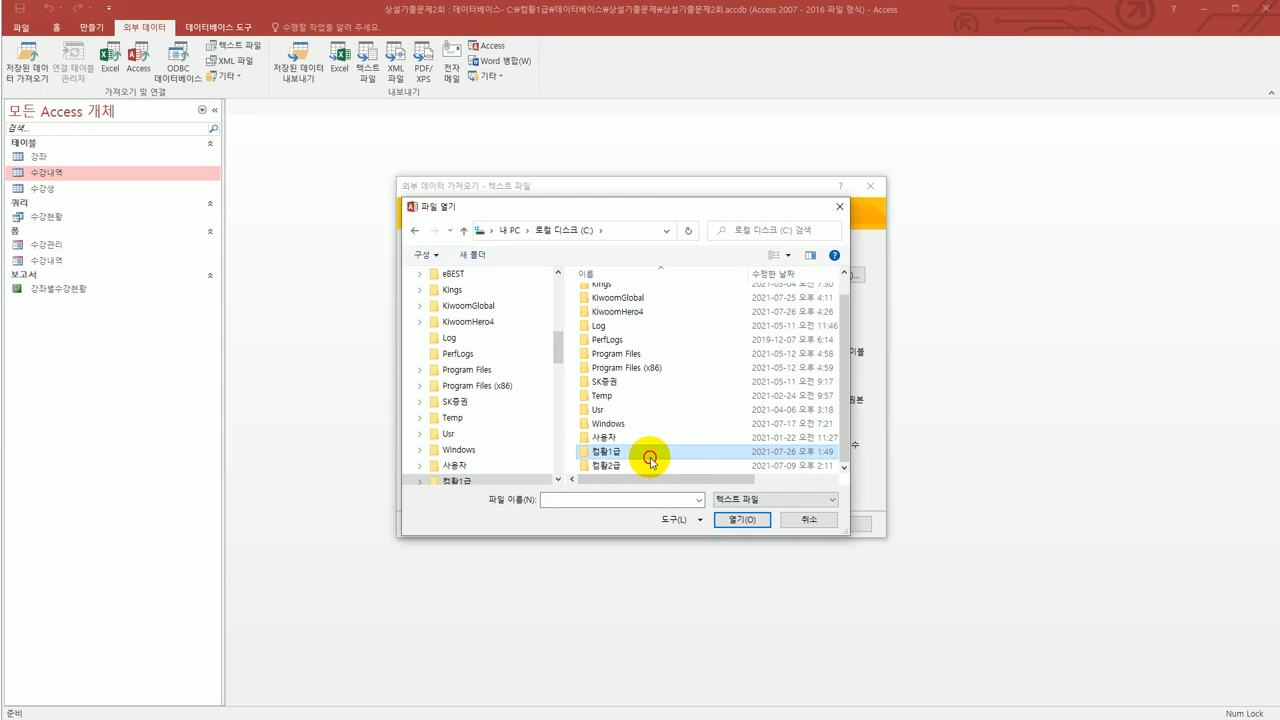 상설기출문제2회 : 데이터베이스- C:₩컴활1급₩데이터베이스₩상설기출문제₩상설기출문제2회.accdb (Access 2007 - 2016 파일 형식) - Access
?
파일 홈 만들기 외부 데이터 데이터베이스 도구 수행할 작업을 알려 주세요.
저장된 데이
터 가져오기
연결 테이블
관리자
Excel
Access
ODBC
데이터베이스
텍스트 파일
XML 파일
기타
저장된 데이터
내보내기
Excel
텍스트
파일
XML
파일
PDF/
XPS
전자
메일
Access
Word 병합(W)
기타
가져오기 및 연결
내보내기
모든 Access 개체
검색...
테이블
강좌
수강내역
수강생
쿼리
수강현황
폼
수강관리
수강내역
보고서
강좌별수강현황
외부 데이터 가져오기 - 텍스트 파일 ?
파일 열기
내 PC 로컬 디스크 (C:) 로컬 디스크 (C:) 검색
구성 새 폴더 ?
eBEST
Kings
KiwoomGlobal
KiwoomHero4
Log
PerfLogs
Program Files
Program Files (x86)
SK증권
Temp
Usr
Windows
사용자
컴활1급
이름 수정한 날짜
Kings 2021-03-04 오후 7:30
KiwoomGlobal 2021-07-25 오후 4:11
KiwoomHero4 2021-07-26 오후 4:26
Log 2021-05-11 오전 11:46
PerfLogs 2019-12-07 오후 6:14
Program Files 2021-05-12 오후 4:58
Program Files (x86) 2021-05-12 오후 4:59
SK증권 2021-05-11 오전 9:17
Temp 2021-02-24 오전 9:57
Usr 2021-04-06 오후 3:18
Windows 2021-07-17 오전 7:21
사용자 2021-01-22 오전 11:27
컴활1급 2021-07-26 오후 1:49
컴활2급 2021-07-09 오후 2:11
)...
이블
원본
수
파일 이름(N): 텍스트 파일
도구(L) 열기(O) 취소
준비
Num Lock